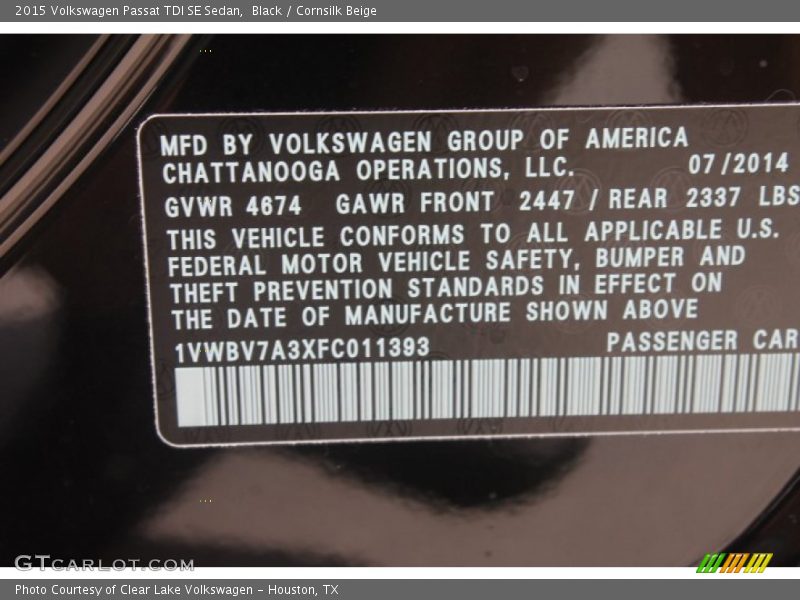 2015 Volkswagen Passat TDI SE Sedan,  Black / Cornsilk Beige
MFD BY VOLKSWAGEN GROUP OF AMERICA
CHATTANOOGA OPERATIONS, LLC. 07/2014
GVWR 4674 GAWR FRONT 2447 / REAR 2337 LBS
THIS VEHICLE CONFORMS TO ALL APPLICABLE U.S.
FEDERAL MOTOR VEHICLE SAFETY, BUMPER AND
THEFT PREVENTION STANDARDS IN EFFECT ON
THE DATE OF MANUFACTURE SHOWN ABOVE
1VWBV7A3XFC011393 PASSENGER CAR
GTCARLOT.COM
Photo Courtesy of Clear Lake Volkswagen – Houston, TX